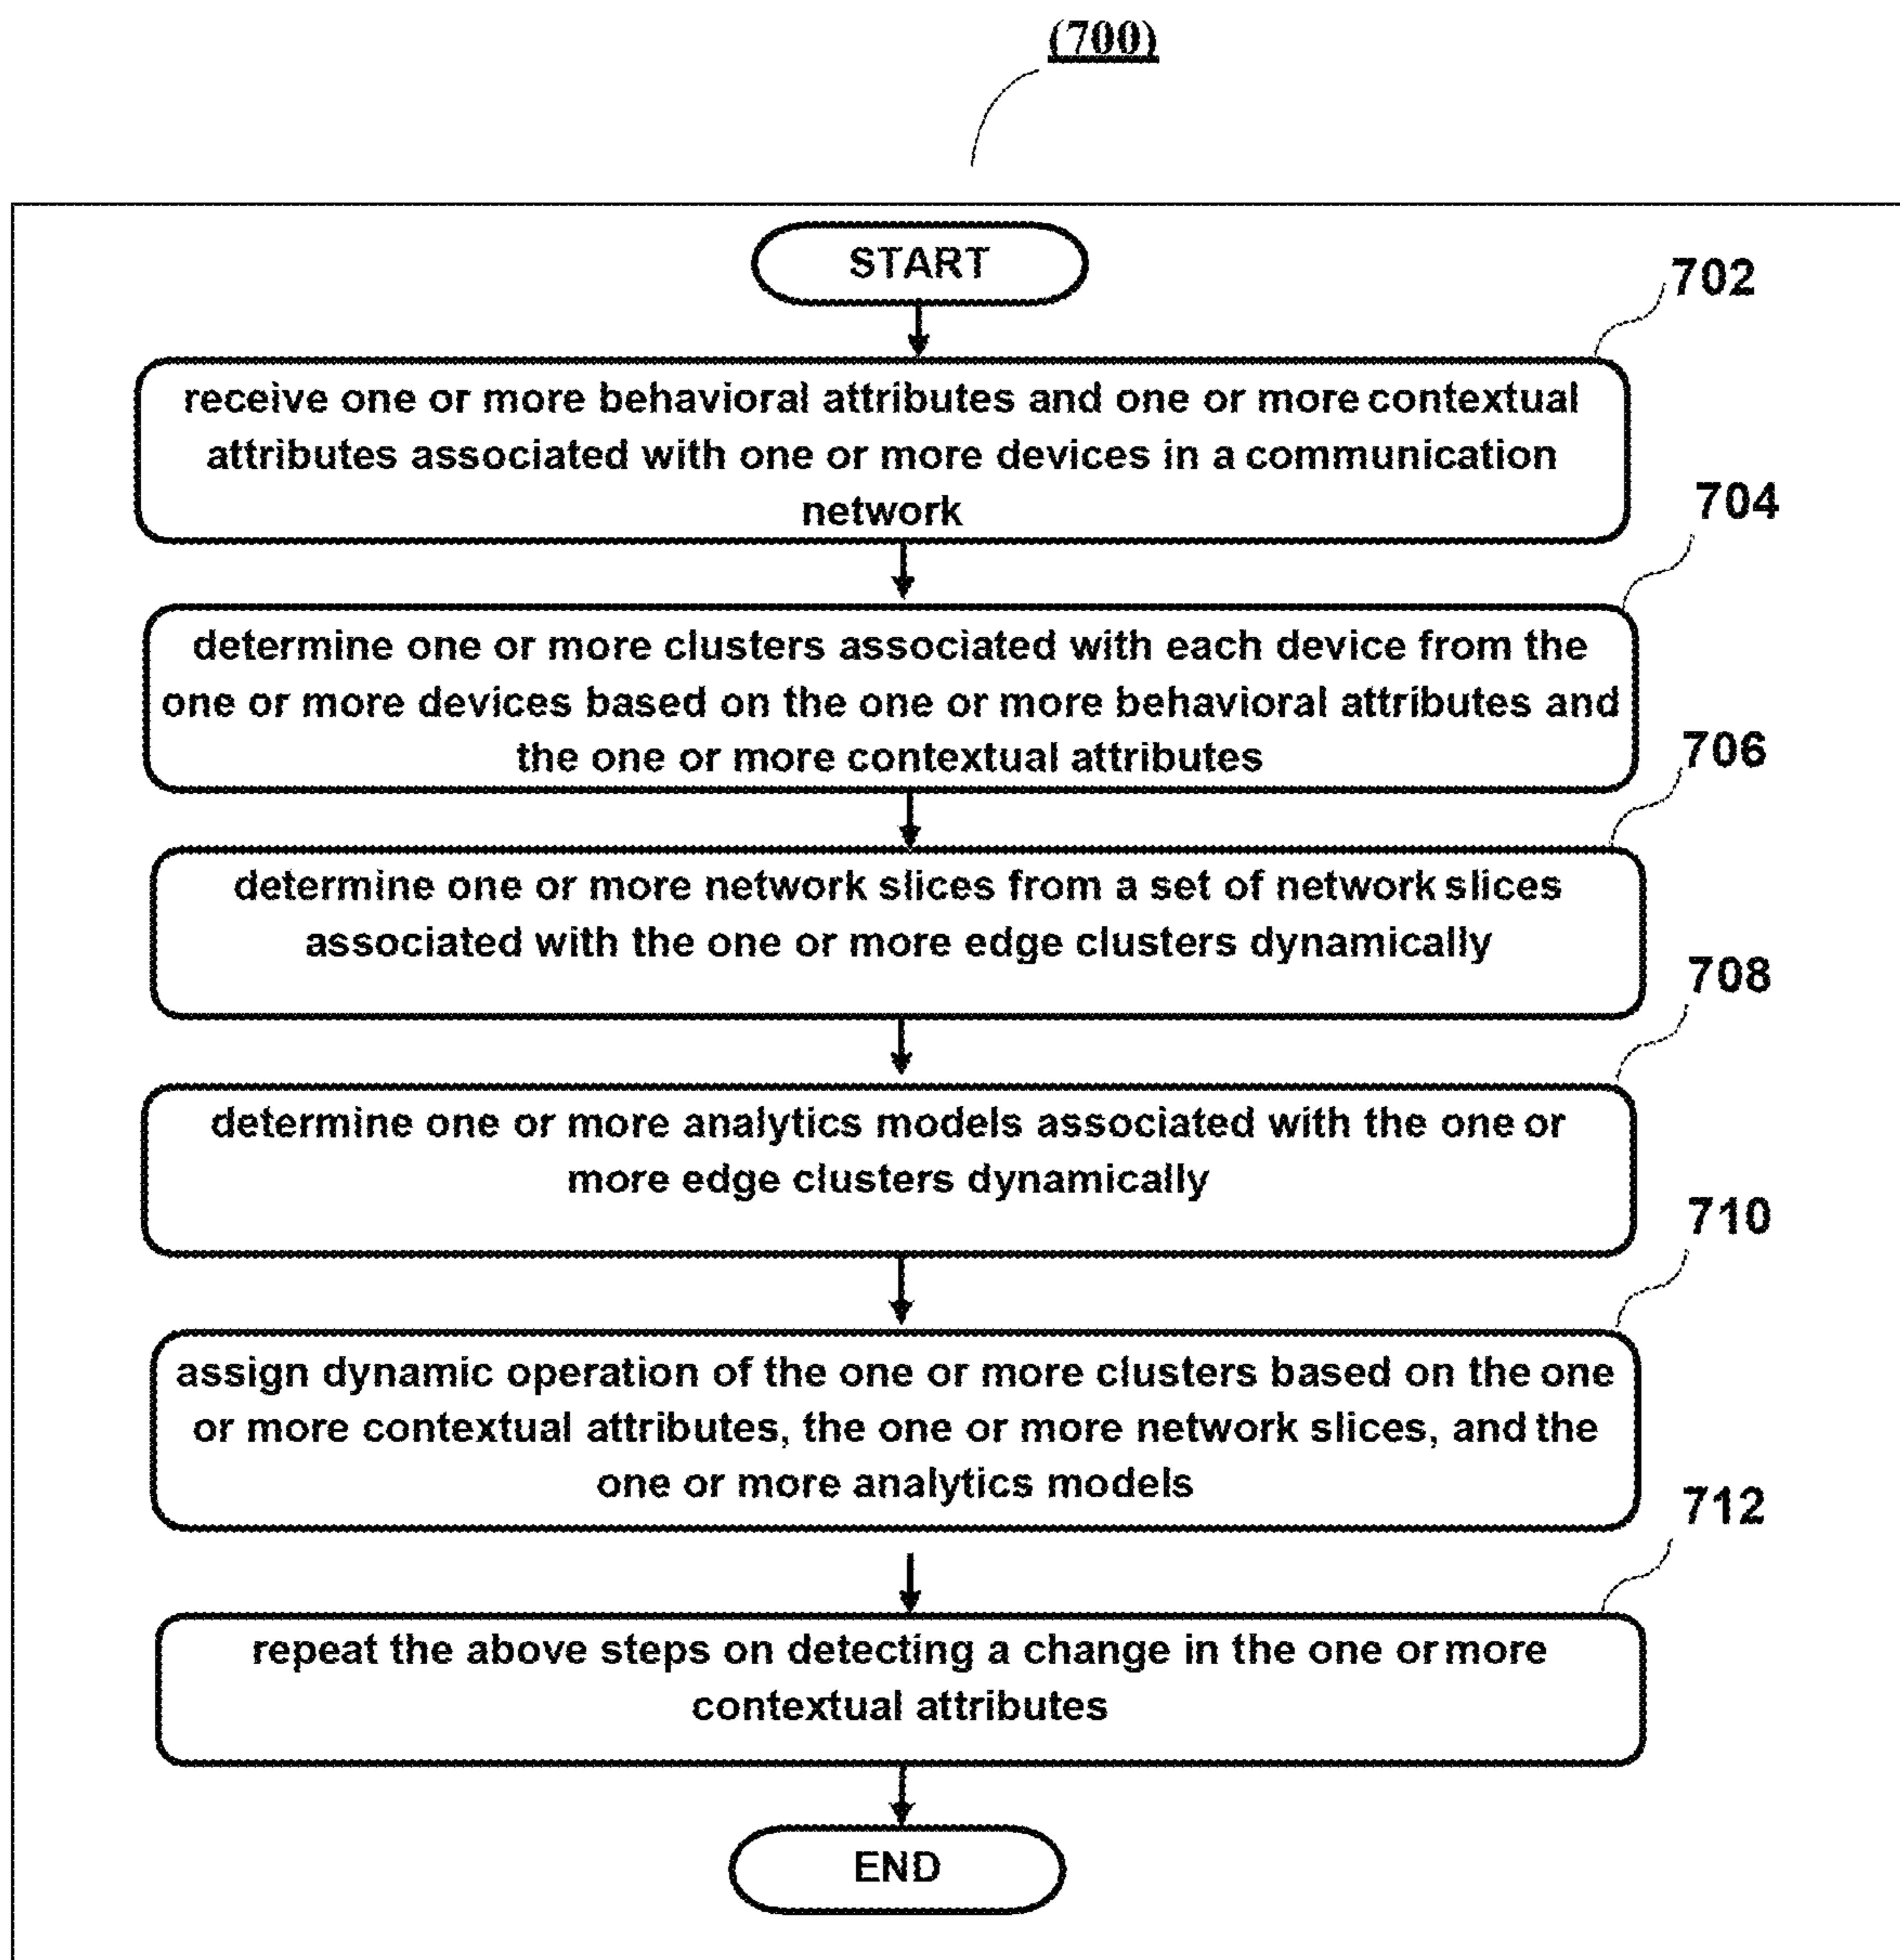 (700)
START
702
receive one or more behavioral attributes and one or more contextual
attributes associated with one or more devices in a communication
network
704
determine one or more clusters associated with each device from the
one or more devices based on the one or more behavioral attributes and
the one or more contextual attributes
706
determine one or more network slices from a set of network slices
associated with the one or more edge clusters dynamically
708
determine one or more analytics models associated with the one or
more edge clusters dynamically
710
assign dynamic operation of the one or more clusters based on the one
or more contextual attributes, the one or more network slices, and the
one or more analytics models
712
repeat the above steps on detecting a change in the one or more
contextual attributes
END